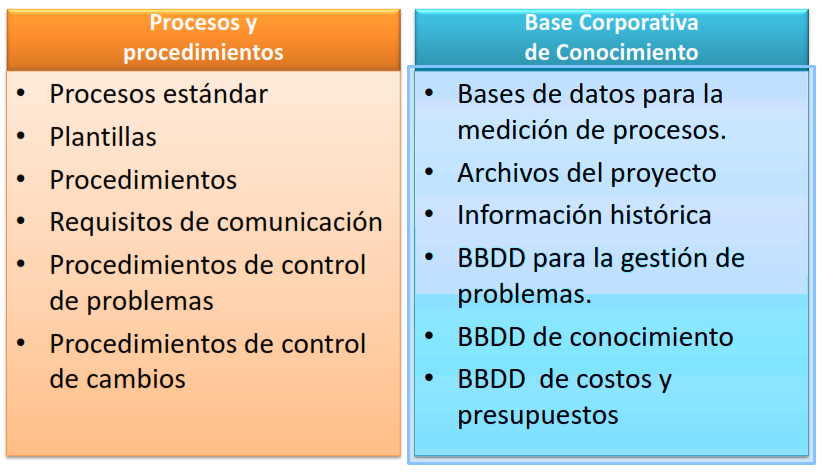 Procesos y
procedimientos
• Procesos estándar
• Plantillas
• Procedimientos
• Requisitos de comunicación
• Procedimientos de control
de problemas
• Procedimientos de control
de cambios
Base Corporativa
de Conocimiento
• Bases de datos para la
medición de procesos.
• Archivos del proyecto
• Información histórica
• BBDD para la gestión de
problemas.
• BBDD de conocimiento
• BBDD  de costos y
presupuestos